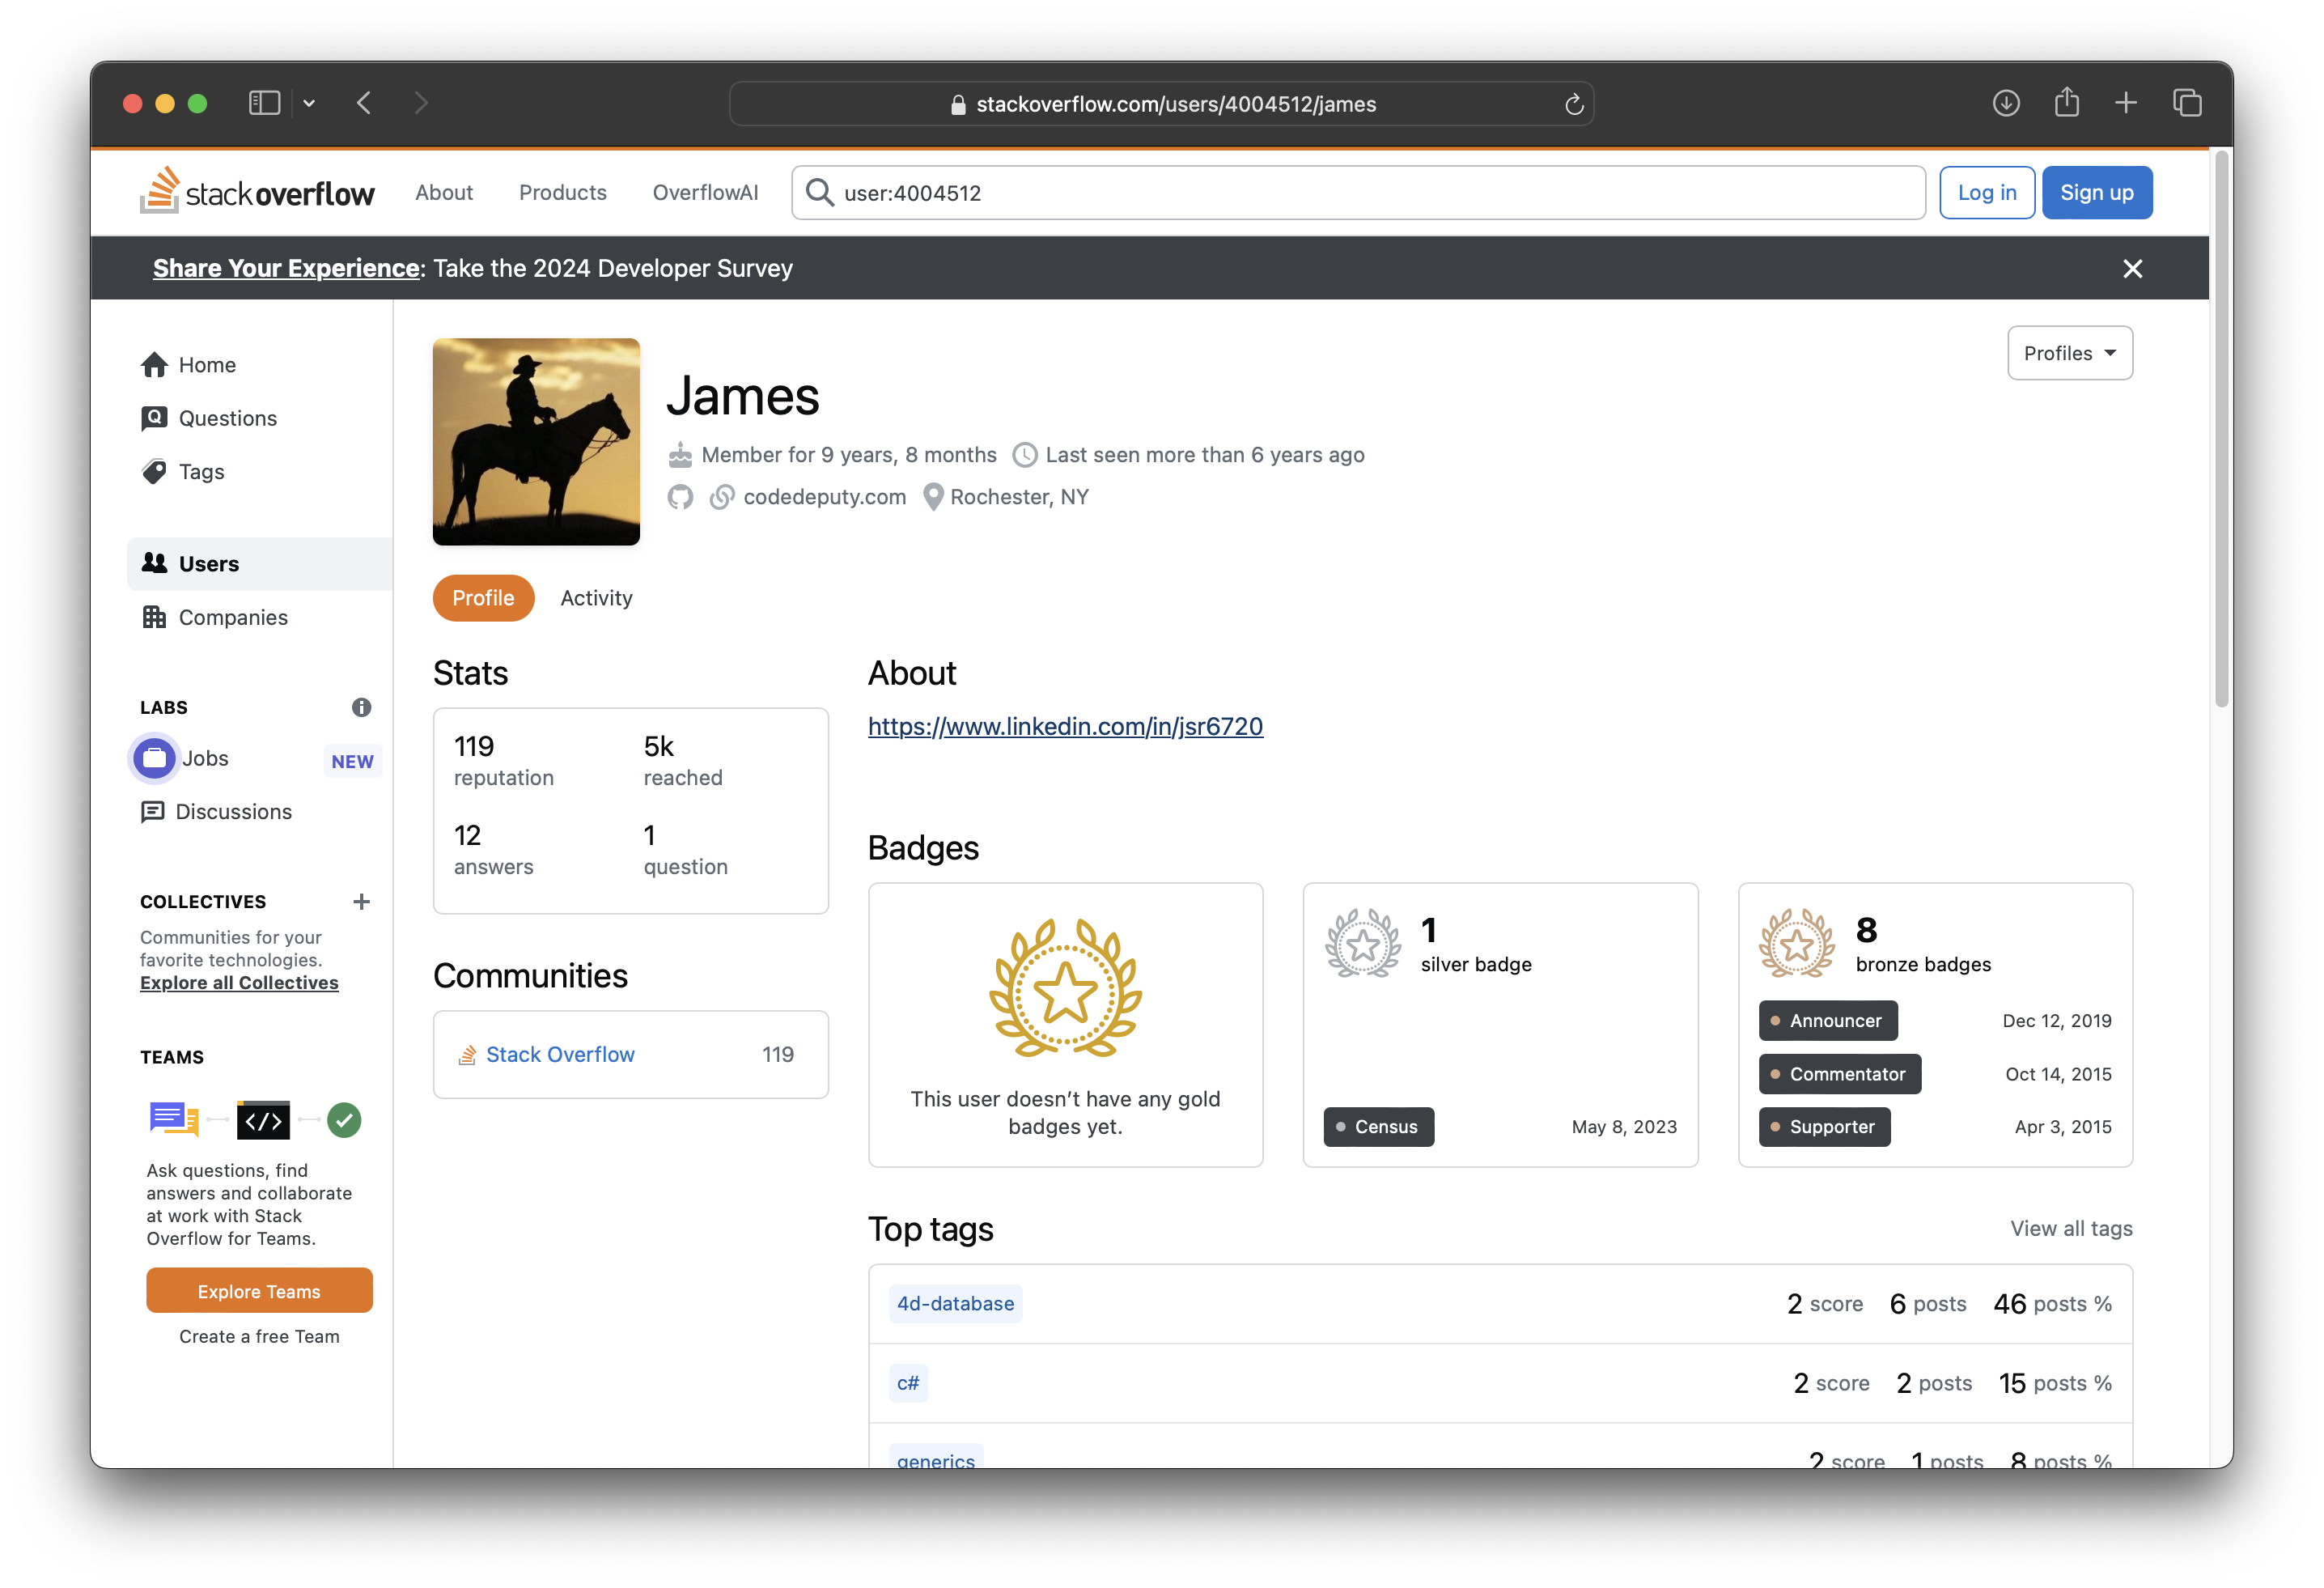 stackoverflow.com/users/4004512/james
stackoverflow
About
Products
OverflowAI
user:4004512
Log in
Sign up
Share Your Experience: Take the 2024 Developer Survey
Home
Questions
Tags
Users
Companies
LABS
Jobs
NEW
Discussions
COLLECTIVES
Communities for your
favorite technologies.
Explore all Collectives
TEAMS
</>
Ask questions, find
answers and collaborate
at work with Stack
Overflow for Teams.
Explore Teams
Create a free Team
Profiles
James
Member for 9 years, 8 months Last seen more than 6 years ago
codedeputy.com Rochester, NY
Profile
Activity
Stats
119
reputation
5k
reached
12
answers
1
question
Communities
Stack Overflow 119
About
https://www.linkedin.com/in/jsr6720
Badges
This user doesn’t have any gold
badges yet.
1
silver badge
Census May 8, 2023
8
bronze badges
Announcer Dec 12, 2019
Commentator Oct 14, 2015
Supporter Apr 3, 2015
Top tags
View all tags
4d-database 2 score 6 posts 46 posts %
c# 2 score 2 posts 15 posts %
generics 2 score 1 posts 8 posts %